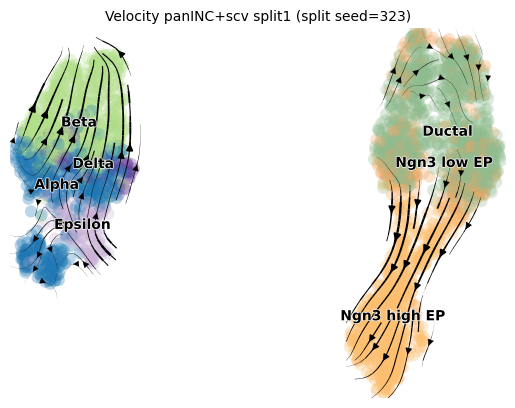 Velocity panINC+scv split1 (split seed=323)
Beta
Ductal
Delta
Ngn3 low EP
Alpha
Epsilon
Ngn3 high EP